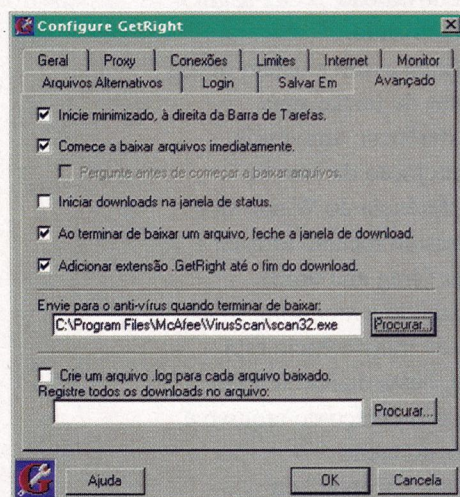 Configure GetRight
Geral Proxy Conexões Limites Internet Monitor
Arquivos Alternativos Login Salvar Em Avançado
Inicie minimizado, à direita da Barra de Tarefas.
Comece a baixar arquivos imediatamente.
Pergunte antes de começar a baixar arquivos.
Iniciar downloads na janela de status.
Ao terminar de baixar um arquivo, feche a janela de download.
Adicionar extensão .GetRight até o fim do download.
Envie para o anti-vírus quando terminar de baixar:
C:\Program Files\McAfee\VirusScan\scan32.exe Procurar...
Crie um arquivo .log para cada arquivo baixado.
Registre todos os downloads no arquivo:
Procurar...
Ajuda OK Cancela